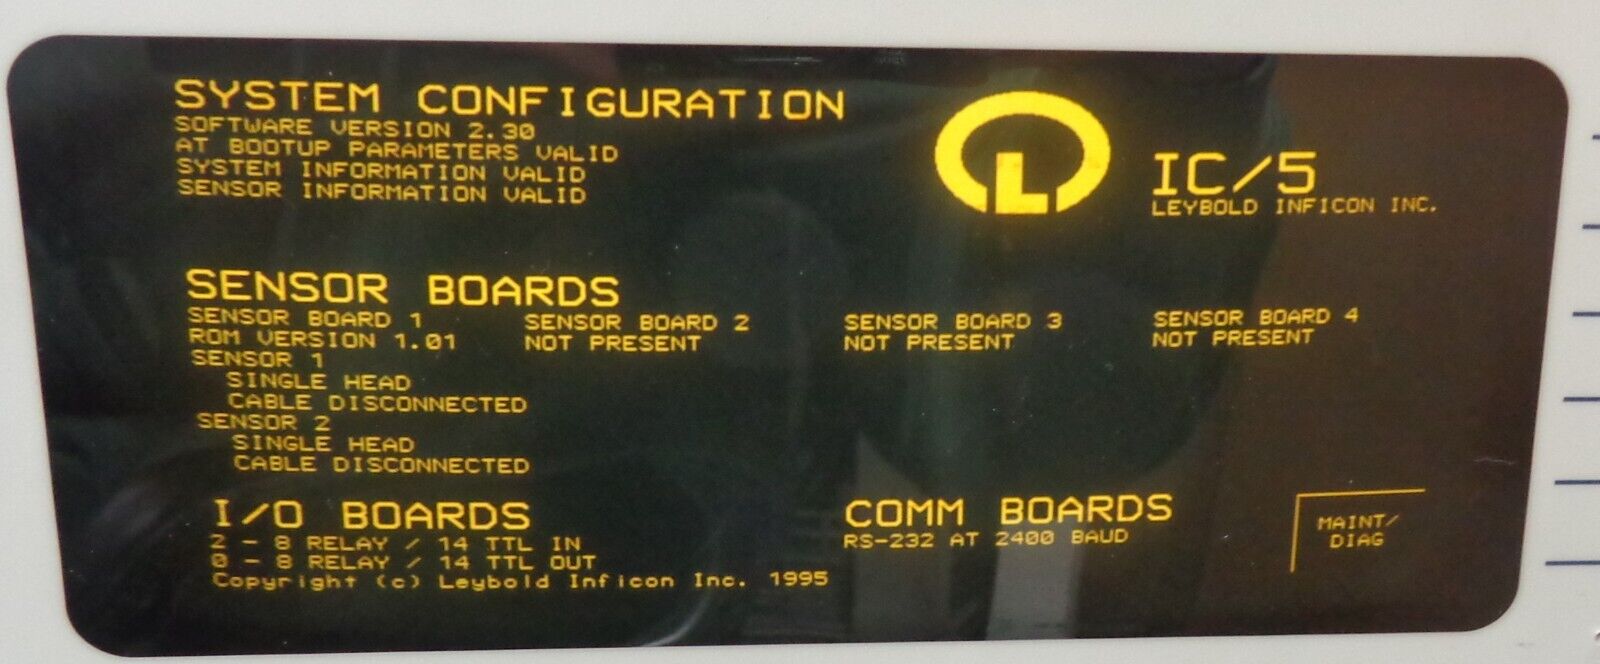 SYSTEM CONFIGURATION
SOFTWARE VERSION 2.30
AT BOOTUP PARAMETERS VALID
SYSTEM INFORMATION VALID
SENSOR INFORMATION VALID
L
IC/5
LEYBOLD INFICON INC.
SENSOR BOARDS
SENSOR BOARD 1
ROM VERSION 1.01
SENSOR 1
SINGLE HEAD
CABLE DISCONNECTED
SENSOR 2
SINGLE HEAD
CABLE DISCONNECTED
SENSOR BOARD 2
NOT PRESENT
SENSOR BOARD 3
NOT PRESENT
SENSOR BOARD 4
NOT PRESENT
I/O BOARDS
2 - 8 RELAY / 14 TTL IN
0 - 8 RELAY / 14 TTL OUT
Copyright (c) Leybold Inficon Inc. 1995
COMM BOARDS
RS-232 AT 2400 BAUD
MAINT/
DIAG